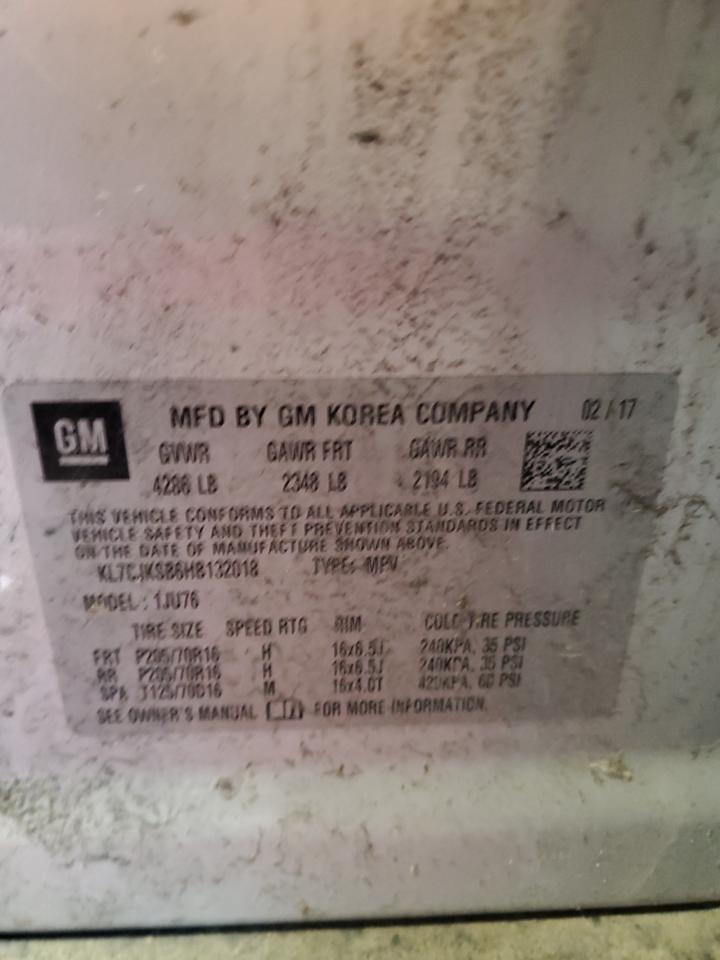 GM
MFD BY GM KOREA COMPANY 02/17
GVWR GAWR FRT GAWR RR
4286 LB 2348 LB 2194 LB
THIS VEHICLE CONFORMS TO ALL APPLICABLE U.S. FEDERAL MOTOR
VEHICLE SAFETY AND THEFT PREVENTION STANDARDS IN EFFECT
ON THE DATE OF MANUFACTURE SHOWN ABOVE.
KL7CJKSB6HB132018 TYPE: MPV
MODEL: 1JU76
TIRE SIZE SPEED RTG RIM COLD TIRE PRESSURE
FRT P205/70R16 H 16x6.5J 240KPA, 35 PSI
RR P205/70R16 H 16x6.5J 240KPA, 35 PSI
SPA T125/70D16 M 16x4.0T 420KPA, 60 PSI
SEE OWNER'S MANUAL FOR MORE INFORMATION.